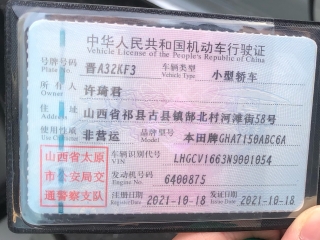 中华人民共和国机动车行驶证
Vehicle License of the People's Republic of China
号牌号码 晋A32KF3 车辆类型 小型轿车
Plate No. Vehicle Type
所有人 许琦君
Owner
住址 山西省祁县古县镇郜北村河滩街58号
Address
使用性质 非营运 品牌型号 本田牌GHA7150ABC6A
Use Character Model
山西省太原 车辆识别代号 LHGCV1663N9001054
VIN
市公安局交 发动机号码 6400875
Engine No.
通警察支队 注册日期 2021-10-18 发证日期 2021-10-18
Register Date Issue Date